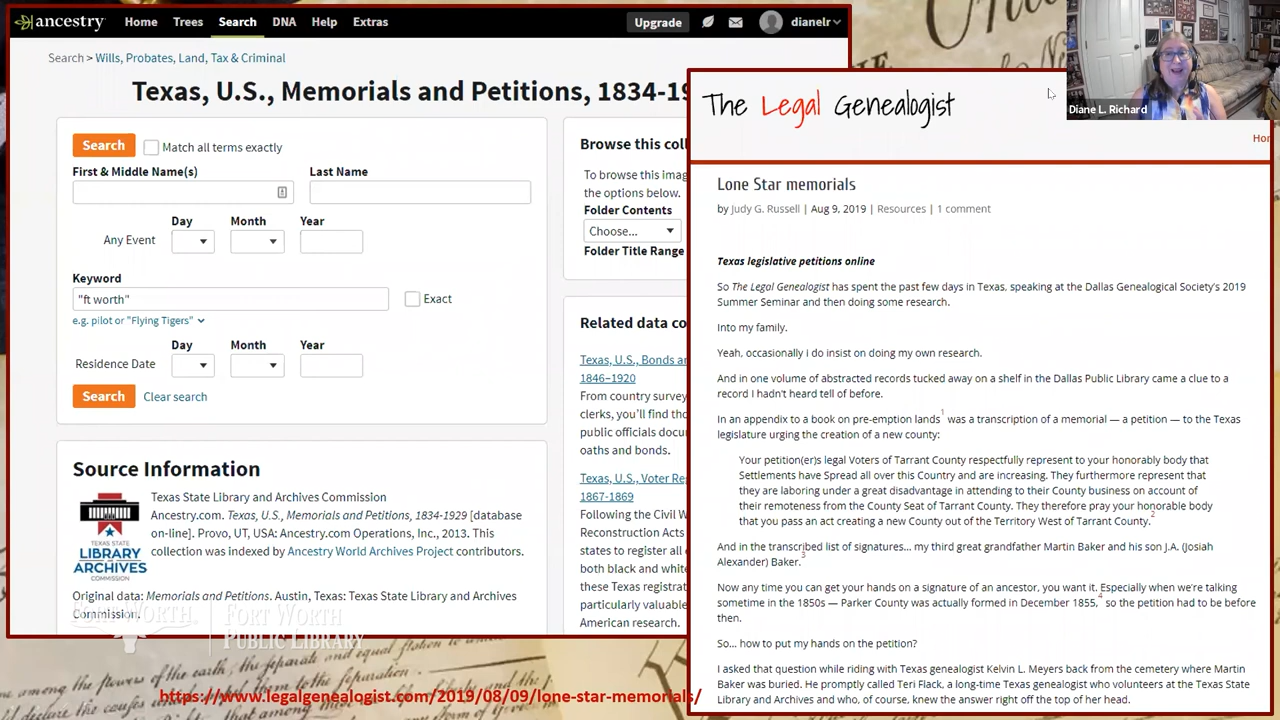 ancestry
Home Trees Search DNA Help Extras
Upgrade
dianelr
Search > Wills, Probates, Land, Tax & Criminal
Texas, U.S., Memorials and Petitions, 1834-19
Search
Match all terms exactly
First & Middle Name(s)
Last Name
Day Month Year
Any Event
Keyword
"ft worth"
Exact
e.g. pilot or "Flying Tigers"
Day Month Year
Residence Date
Search
Clear search
Source Information
Texas State Library and Archives Commission
Ancestry.com. Texas, U.S., Memorials and Petitions, 1834-1929 [database
on-line]. Provo, UT, USA: Ancestry.com Operations, Inc., 2013. This
collection was indexed by Ancestry World Archives Project contributors.
TEXAS STATE
LIBRARY
ARCHIVES
COMMISSION
Original data: Memorials and Petitions. Austin, Texas: Texas State Library and Archives
Commission.
Browse this coll
To browse this imag
the options below.
Folder Contents
Choose...
Folder Title Range
Related data co
Texas, U.S., Bonds an
1846–1920
From country survey
clerks, you'll find tho
public officials docu
oaths and bonds.
Texas, U.S., Voter Reg
1867-1869
Following the Civil W
Reconstruction Acts
states to register all
both black and white
these Texas registrat
particularly valuable
American research.
FORT WORTH
FORT WORTH
PUBLIC LIBRARY
Diane L. Richard
The Legal Genealogist
Hor
Lone Star memorials
by Judy G. Russell | Aug 9, 2019 | Resources | 1 comment
Texas legislative petitions online
So The Legal Genealogist has spent the past few days in Texas, speaking at the Dallas Genealogical Society's 2019
Summer Seminar and then doing some research.
Into my family.
Yeah, occasionally i do insist on doing my own research.
And in one volume of abstracted records tucked away on a shelf in the Dallas Public Library came a clue to a
record I hadn't heard tell of before.
In an appendix to a book on pre-emption lands1 was a transcription of a memorial — a petition — to the Texas
legislature urging the creation of a new county:
Your petition(er)s legal Voters of Tarrant County respectfully represent to your honorably body that
Settlements have Spread all over this Country and are increasing. They furthermore represent that
they are laboring under a great disadvantage in attending to their County business on account of
their remoteness from the County Seat of Tarrant County. They therefore pray your honorable body
that you pass an act creating a new County out of the Territory West of Tarrant County.2
And in the transcribed list of signatures... my third great grandfather Martin Baker and his son J.A. (Josiah
Alexander) Baker.3
Now any time you can get your hands on a signature of an ancestor, you want it. Especially when we're talking
sometime in the 1850s — Parker County was actually formed in December 1855,4 so the petition had to be before
then.
So... how to put my hands on the petition?
I asked that question while riding with Texas genealogist Kelvin L. Meyers back from the cemetery where Martin
Baker was buried. He promptly called Teri Flack, a long-time Texas genealogist who volunteers at the Texas State
Library and Archives and who, of course, knew the answer right off the top of her head.
https://www.legalgenealogist.com/2019/08/09/lone-star-memorials/